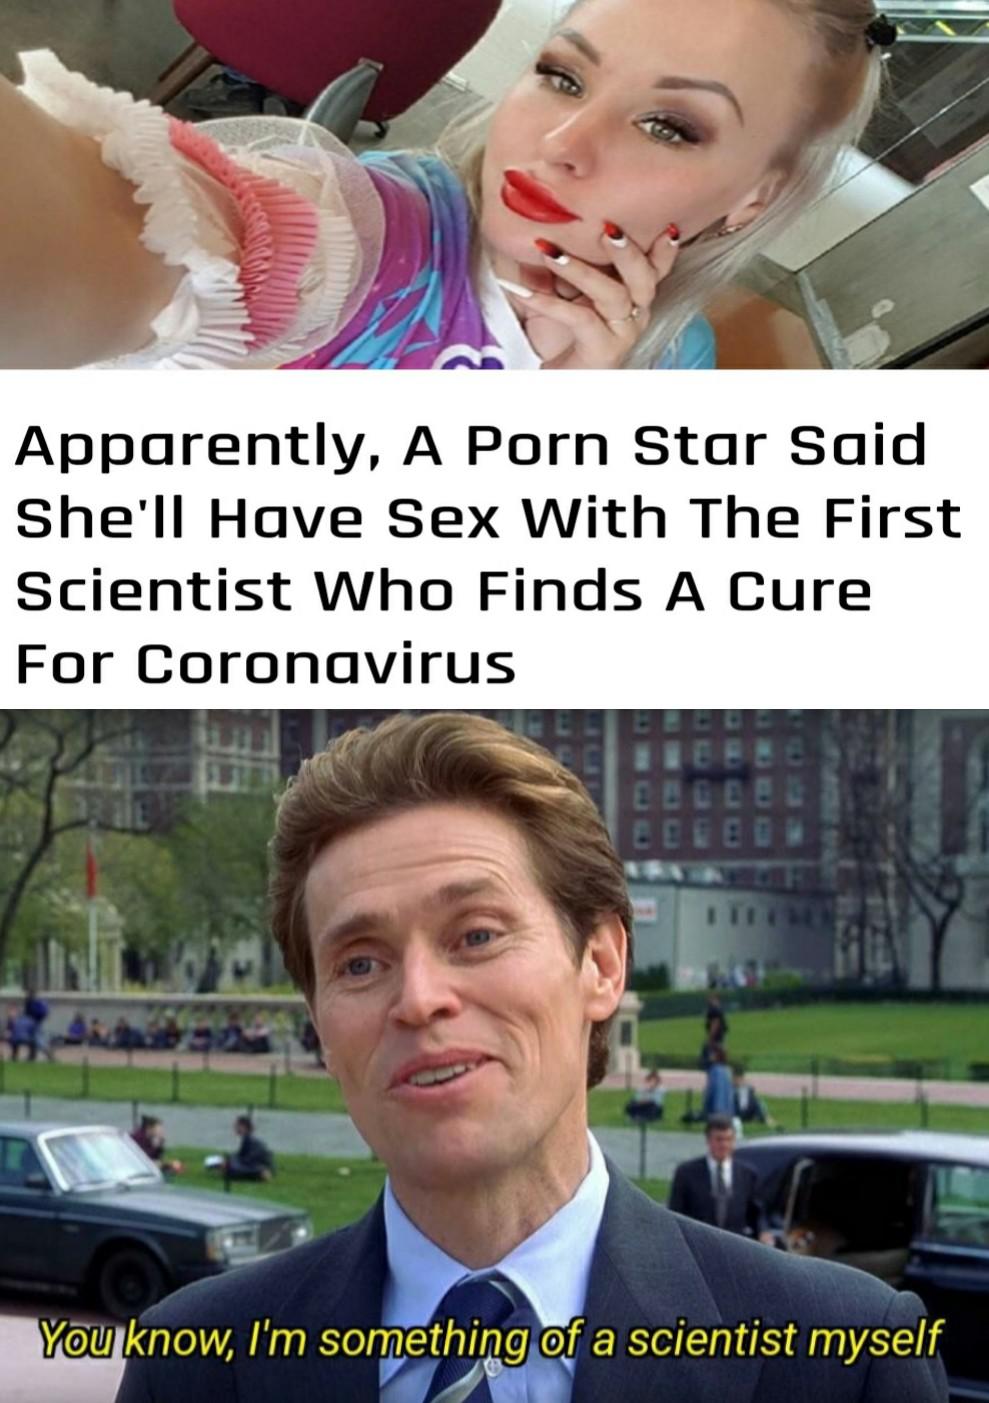 Apparently, A Porn Star Said
She'll Have Sex With The First
Scientist Who Finds A Cure
For Coronavirus
You know, I'm something of a scientist myself